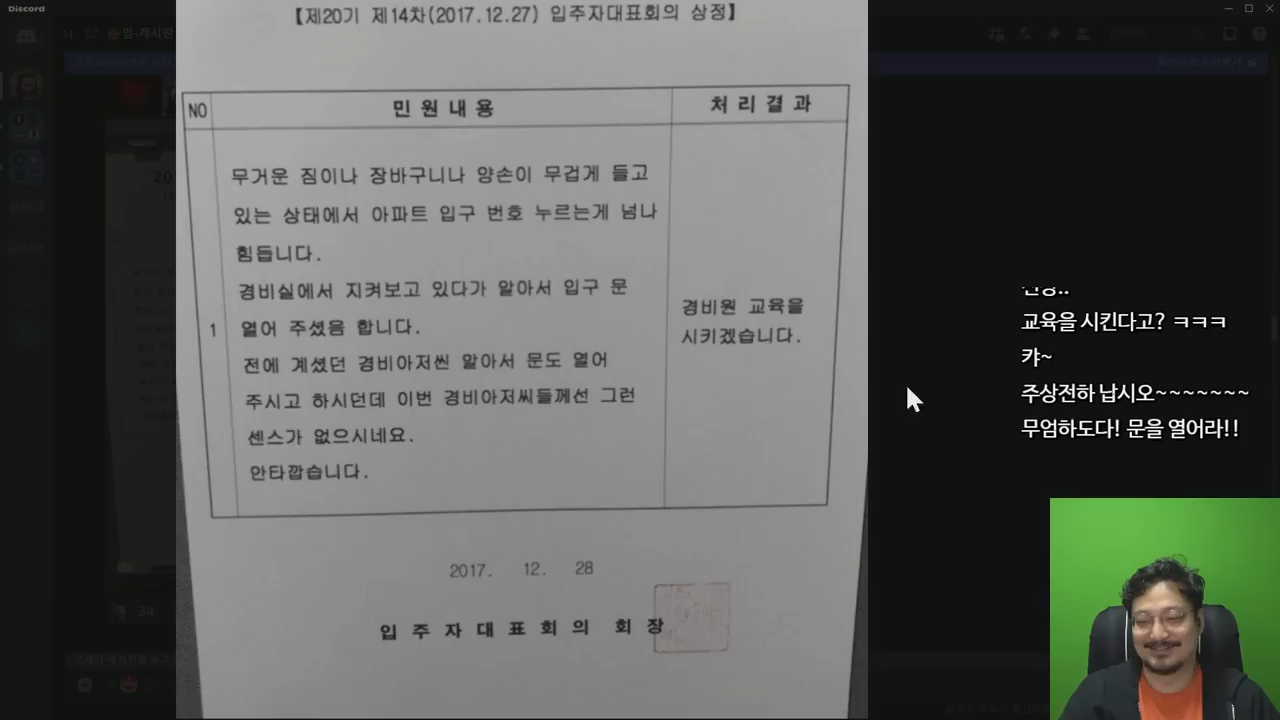 Discord
【제20기 제14차(2017.12.27) 입주자대표회의 상정】
NO 민 원 내 용 처 리 결 과
무거운 짐이나 장바구니나 양손이 무겁게 들고
있는 상태에서 아파트 입구 번호 누르는게 넘나
힘듭니다.
경비실에서 지켜보고 있다가 알아서 입구 문
1 열어 주셨음 합니다.
전에 계셨던 경비아저씬 알아서 문도 열어
주시고 하시던데 이번 경비아저씨들께선 그런
센스가 없으시네요.
안타깝습니다.
경비원 교육을
시키겠습니다.
2017. 12. 28
입 주 자 대 표 회 의 회 장
교육을 시킨다고? ㅋㅋㅋ
캬~
주상전하 납시오~~~~~~~
무엄하도다! 문을 열어라!!
34